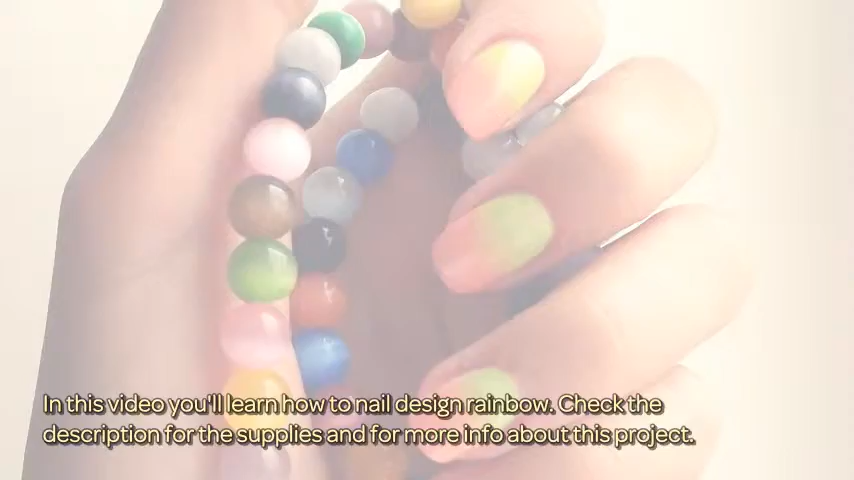 In this video you'll learn how to nail design rainbow. Check the
description for the supplies and for more info about this project.